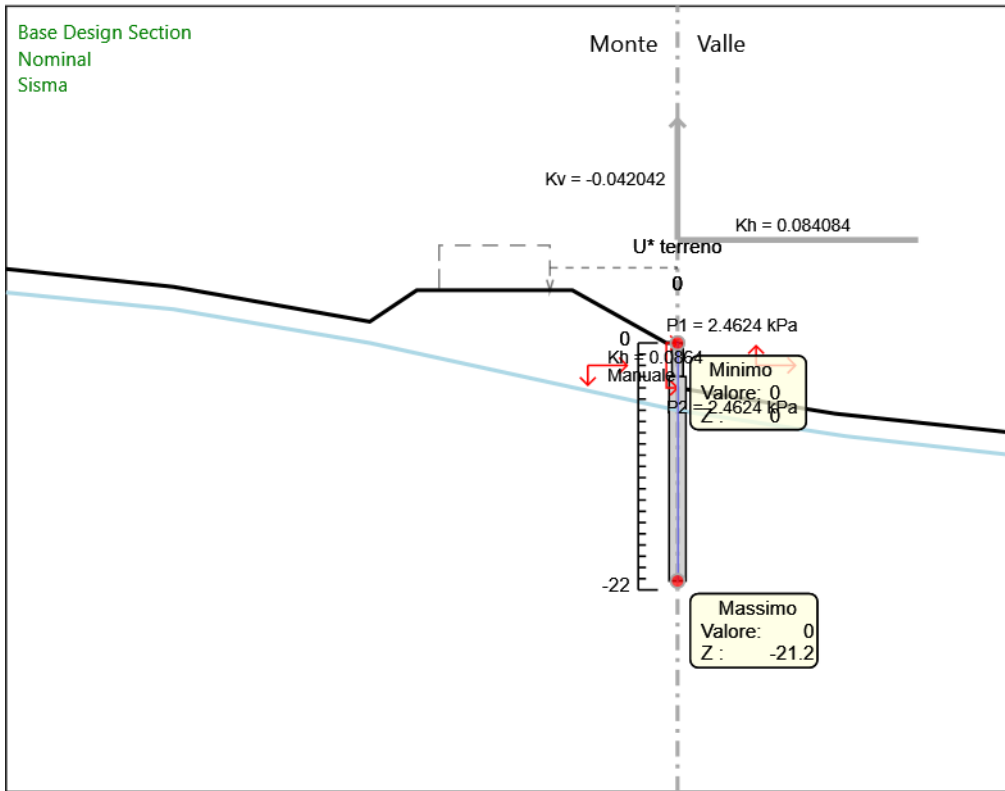 Base Design Section
Nominal
Sisma
Monte
Valle
Kv = -0.042042
Kh = 0.084084
U* terreno
0
P1 = 2.4624 kPa
0
Kh = 0.0864
Manuale
Minimo
Valore: 0
Z : 0
P2 = 2.4624 kPa
-22
Massimo
Valore: 0
Z : -21.2